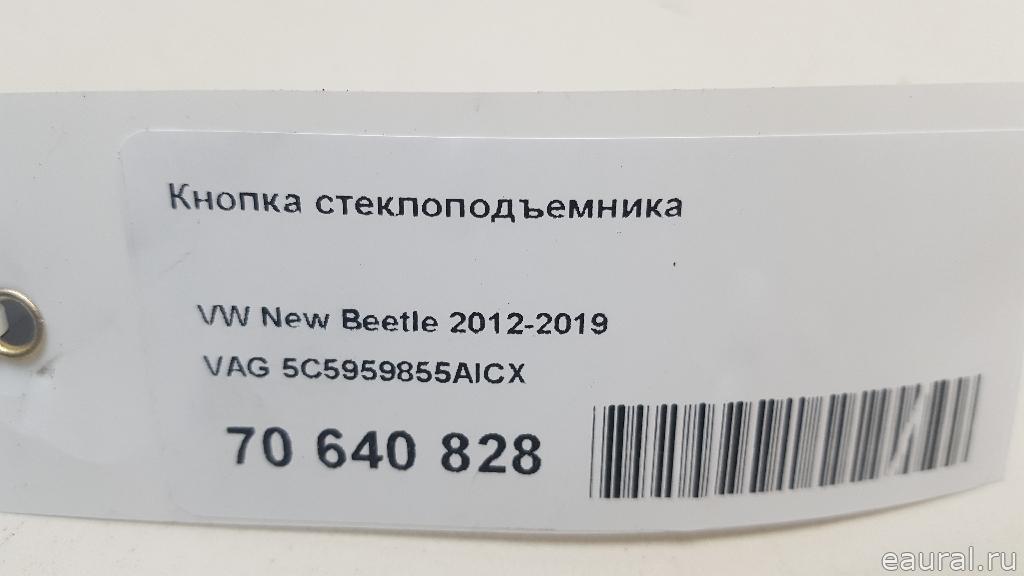 Кнопка стеклоподъемника
VW New Beetle 2012-2019
VAG 5C5959855AICX
70 640 828
eaural.ru